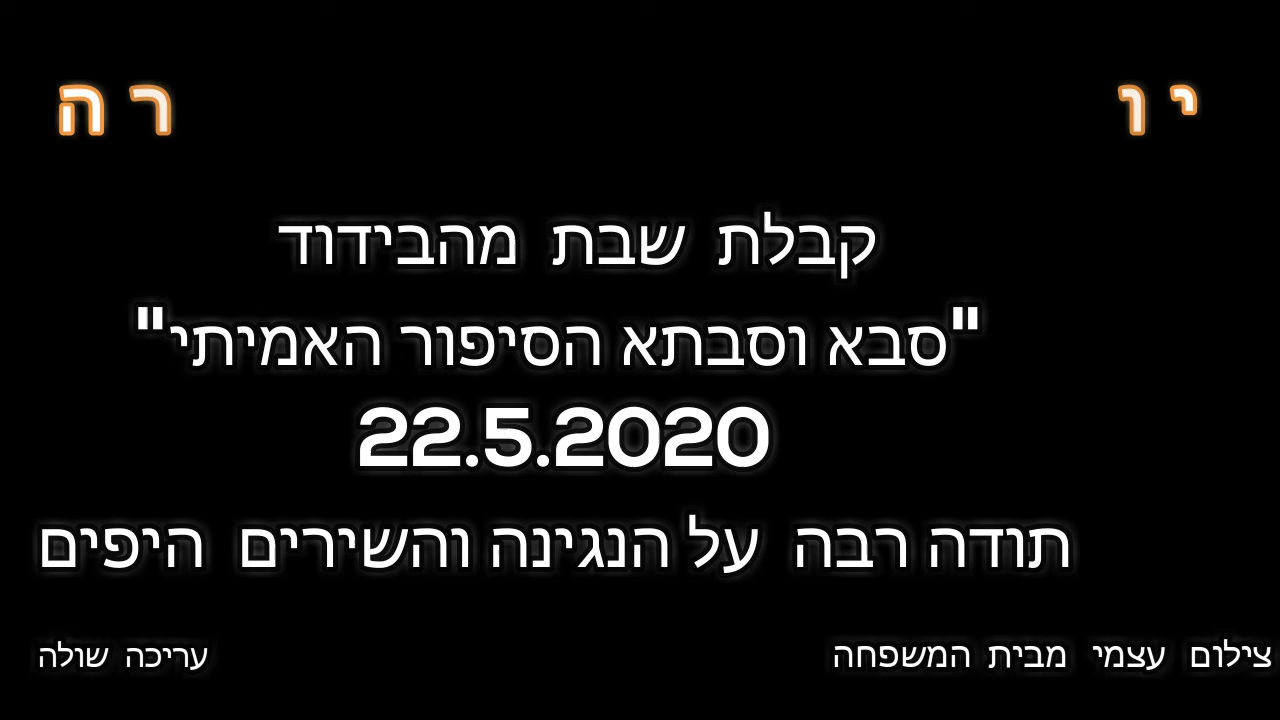 י ו ר ה
קבלת שבת מהבידוד
"סבא וסבתא הסיפור האמיתי"
22.5.2020
תודה רבה על הנגינה והשירים היפים
צילום עצמי מבית המשפחה עריכה שולה